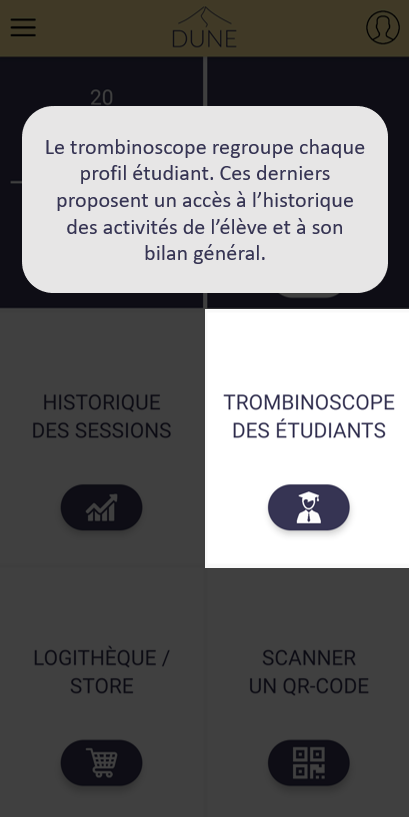 DUNE
20
Le trombinoscope regroupe chaque
profil étudiant. Ces derniers
proposent un accès à l’historique
des activités de l’élève et à son
bilan général.
HISTORIQUE
DES SESSIONS
TROMBINOSCOPE
DES ÉTUDIANTS
LOGITHÈQUE /
STORE
SCANNER
UN QR-CODE